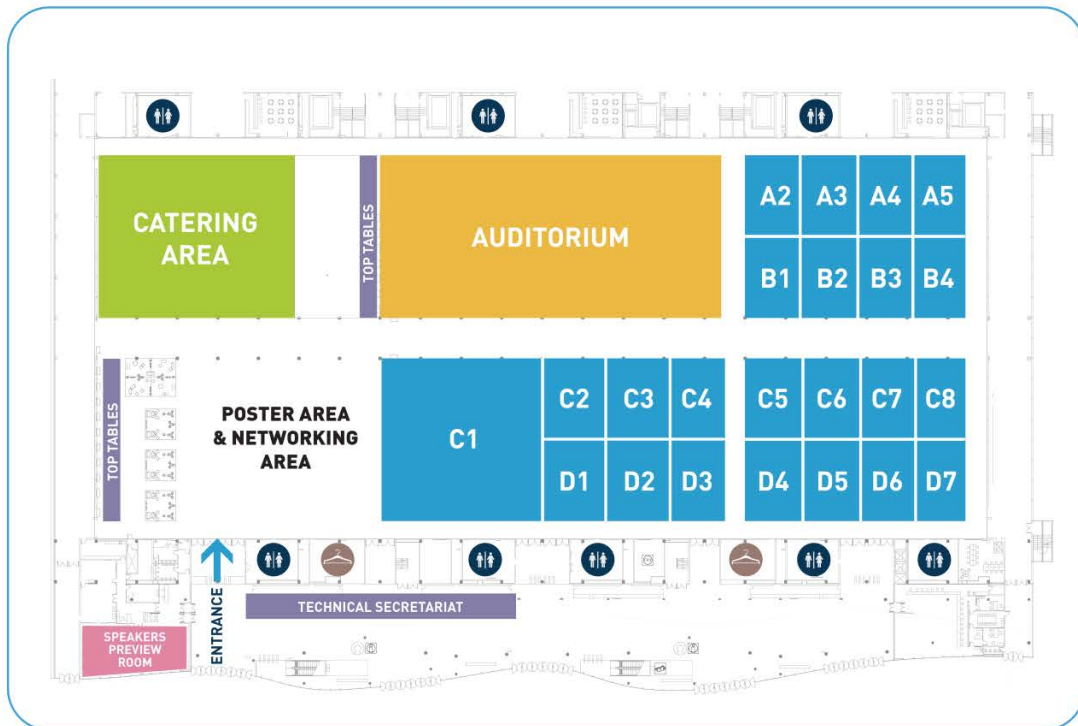 CATERING
AREA
TOP TABLES
AUDITORIUM
A2 A3 A4 A5
B1 B2 B3 B4
TOP TABLES
POSTER AREA
& NETWORKING
AREA
C1
C2 C3 C4
C5 C6 C7 C8
D1 D2 D3
D4 D5 D6 D7
ENTRANCE
TECHNICAL SECRETARIAT
SPEAKERS
PREVIEW
ROOM